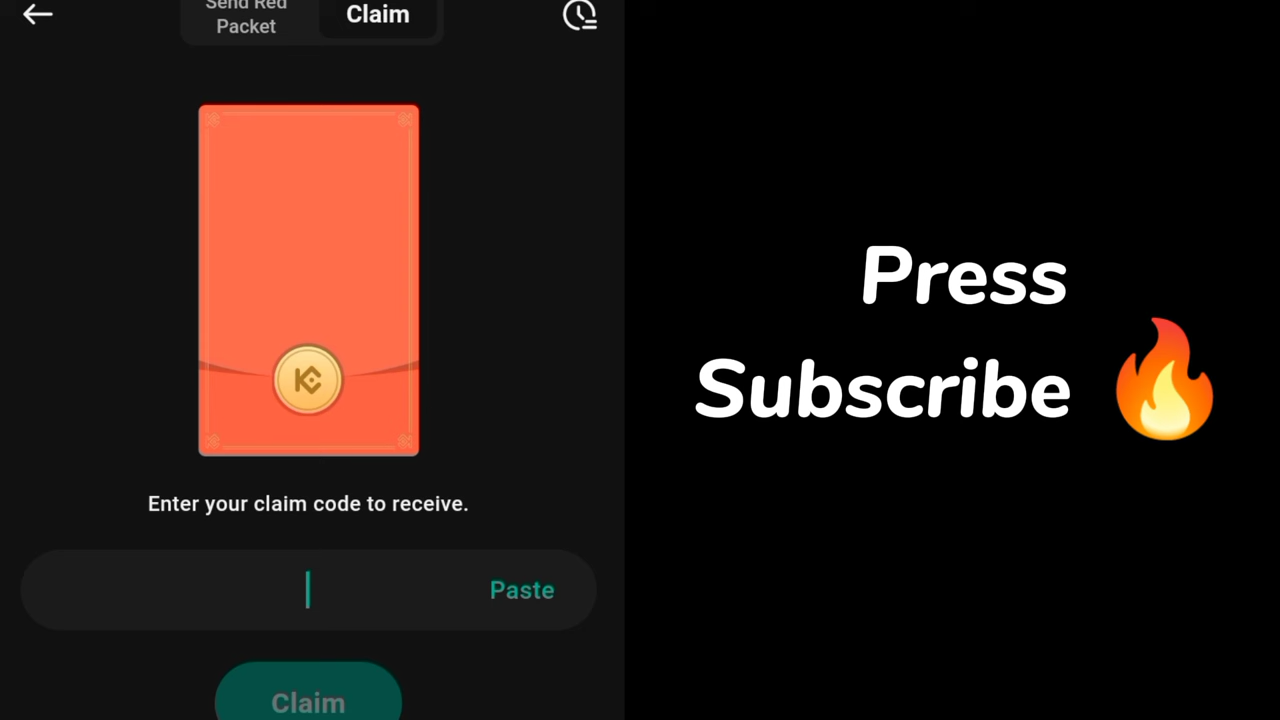 Send Red
Packet
Claim
Enter your claim code to receive.
Paste
Claim
Press
Subscribe